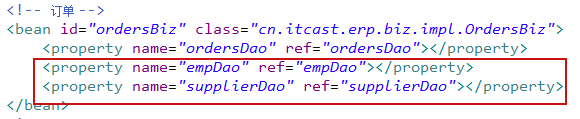 <!-- 订单 -->
<bean id="ordersBiz" class="cn.itcast.erp.biz.impl.OrdersBiz">
<property name="ordersDao" ref="ordersDao"></property>
<property name="empDao" ref="empDao"></property>
<property name="supplierDao" ref="supplierDao"></property>
</bean>